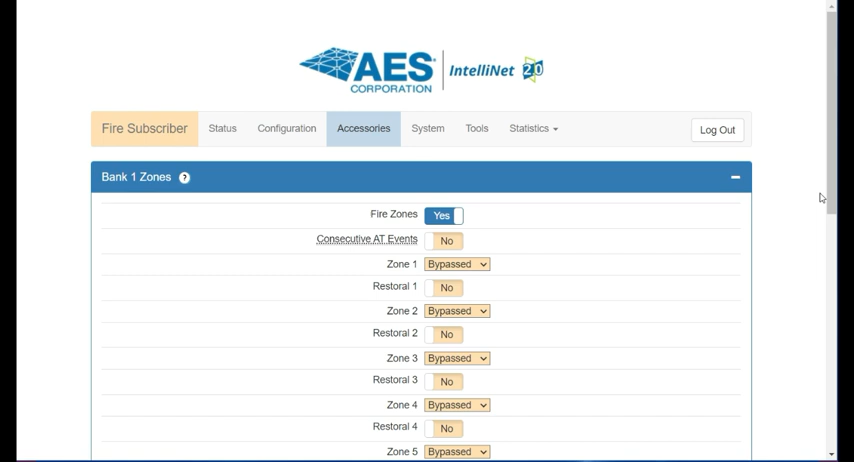 AES
CORPORATION
IntelliNet 2.0
Fire Subscriber Status Configuration Accessories System Tools Statistics Log Out
Bank 1 Zones ?
Fire Zones Yes
Consecutive AT Events No
Zone 1 Bypassed
Restoral 1 No
Zone 2 Bypassed
Restoral 2 No
Zone 3 Bypassed
Restoral 3 No
Zone 4 Bypassed
Restoral 4 No
Zone 5 Bypassed